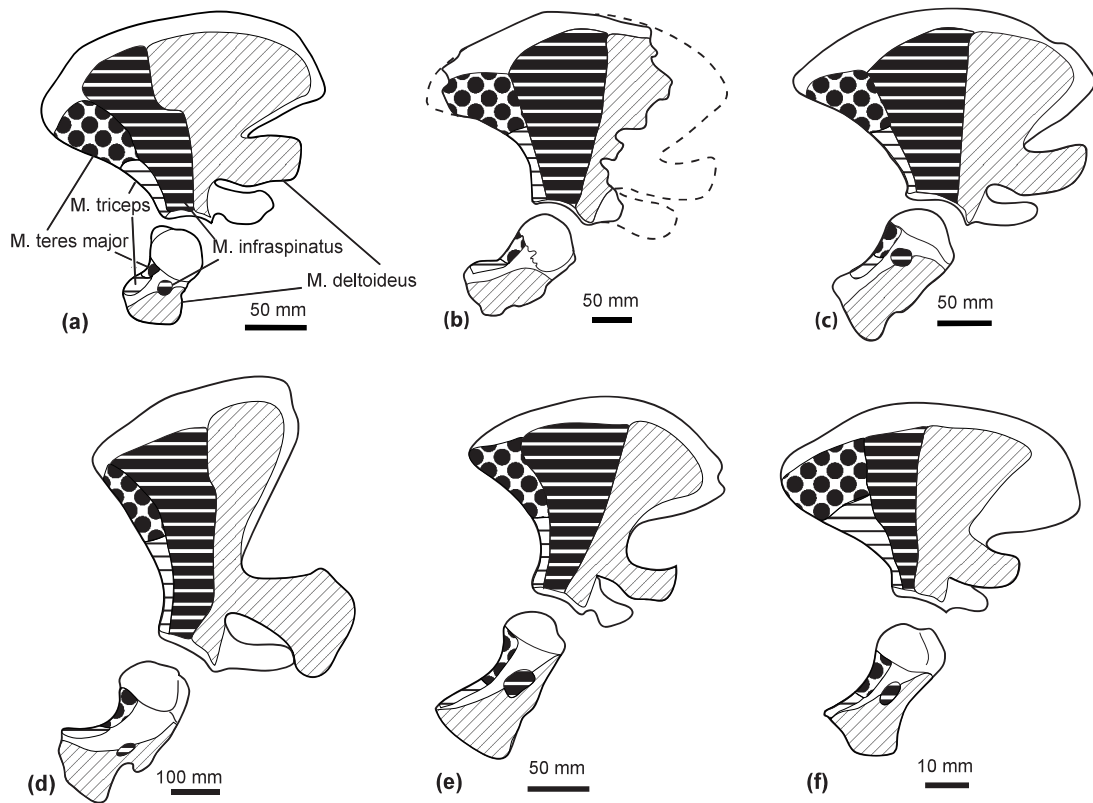 M. triceps
M. teres major
M. infraspinatus
M. deltoideus
(a)
50 mm
(b)
50 mm
(c)
50 mm
(d)
100 mm
(e)
50 mm
(f)
10 mm